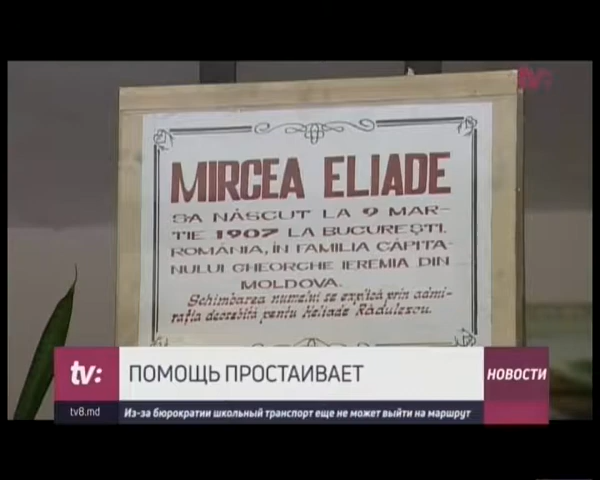 tv:
MIRCEA ELIADE
SA NĂSCUT LA 9 MAR-
TIE 1907 LA BUCUREȘTI,
ROMÂNIA, ÎN FAMILIA CĂPITA-
NULUI GHEORGHE IEREMIA DIN
MOLDOVA.
Schimbarea numelui se explică prin admi-
rația deosebită pentru Heliade Rădulescu.
tv: ПОМОЩЬ ПРОСТАИВАЕТ НОВОСТИ
tv8.md Из-за бюрократии школьный транспорт еще не может выйти на маршрут